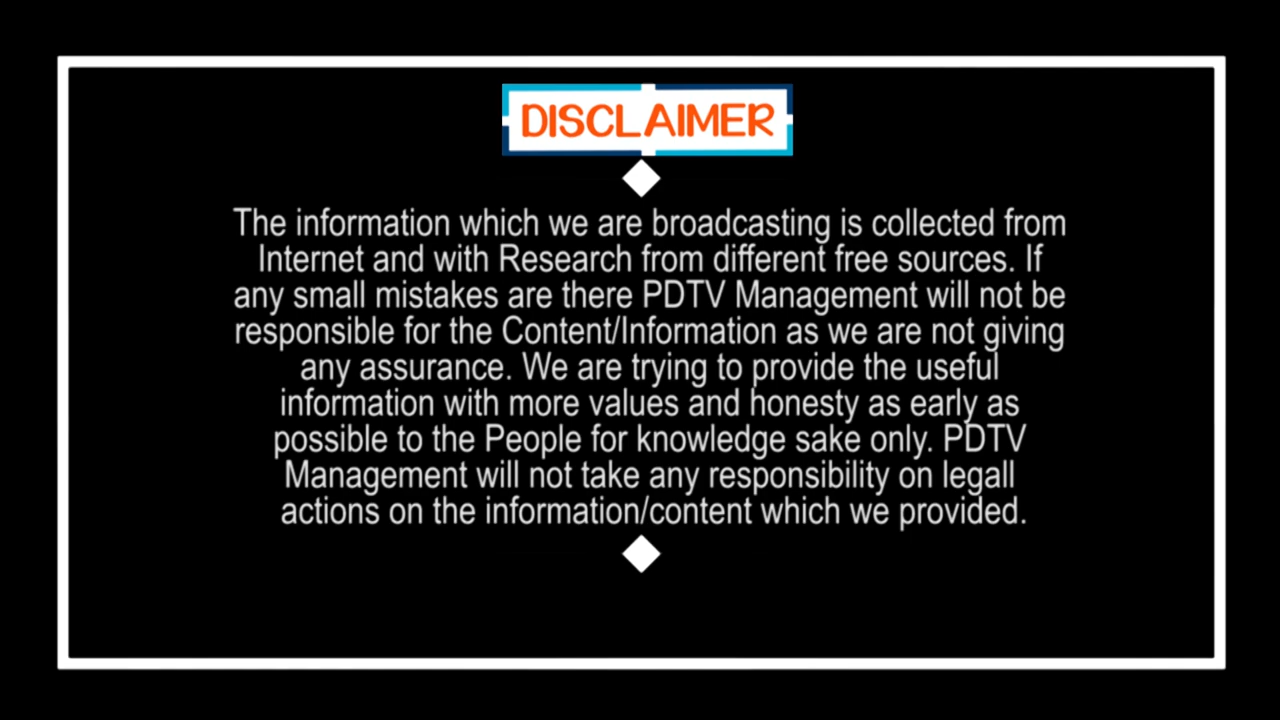 DISCLAIMER
The information which we are broadcasting is collected from
Internet and with Research from different free sources. If
any small mistakes are there PDTV Management will not be
responsible for the Content/Information as we are not giving
any assurance. We are trying to provide the useful
information with more values and honesty as early as
possible to the People for knowledge sake only. PDTV
Management will not take any responsibility on legall
actions on the information/content which we provided.